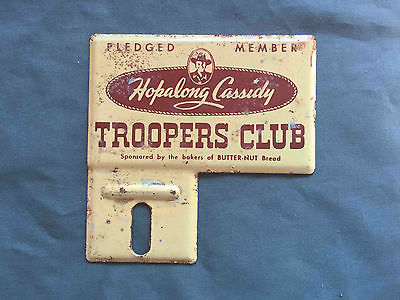 PLEDGED MEMBER
Hopalong Cassidy
TROOPERS CLUB
Sponsored by the bakers of BUTTER-NUT Bread